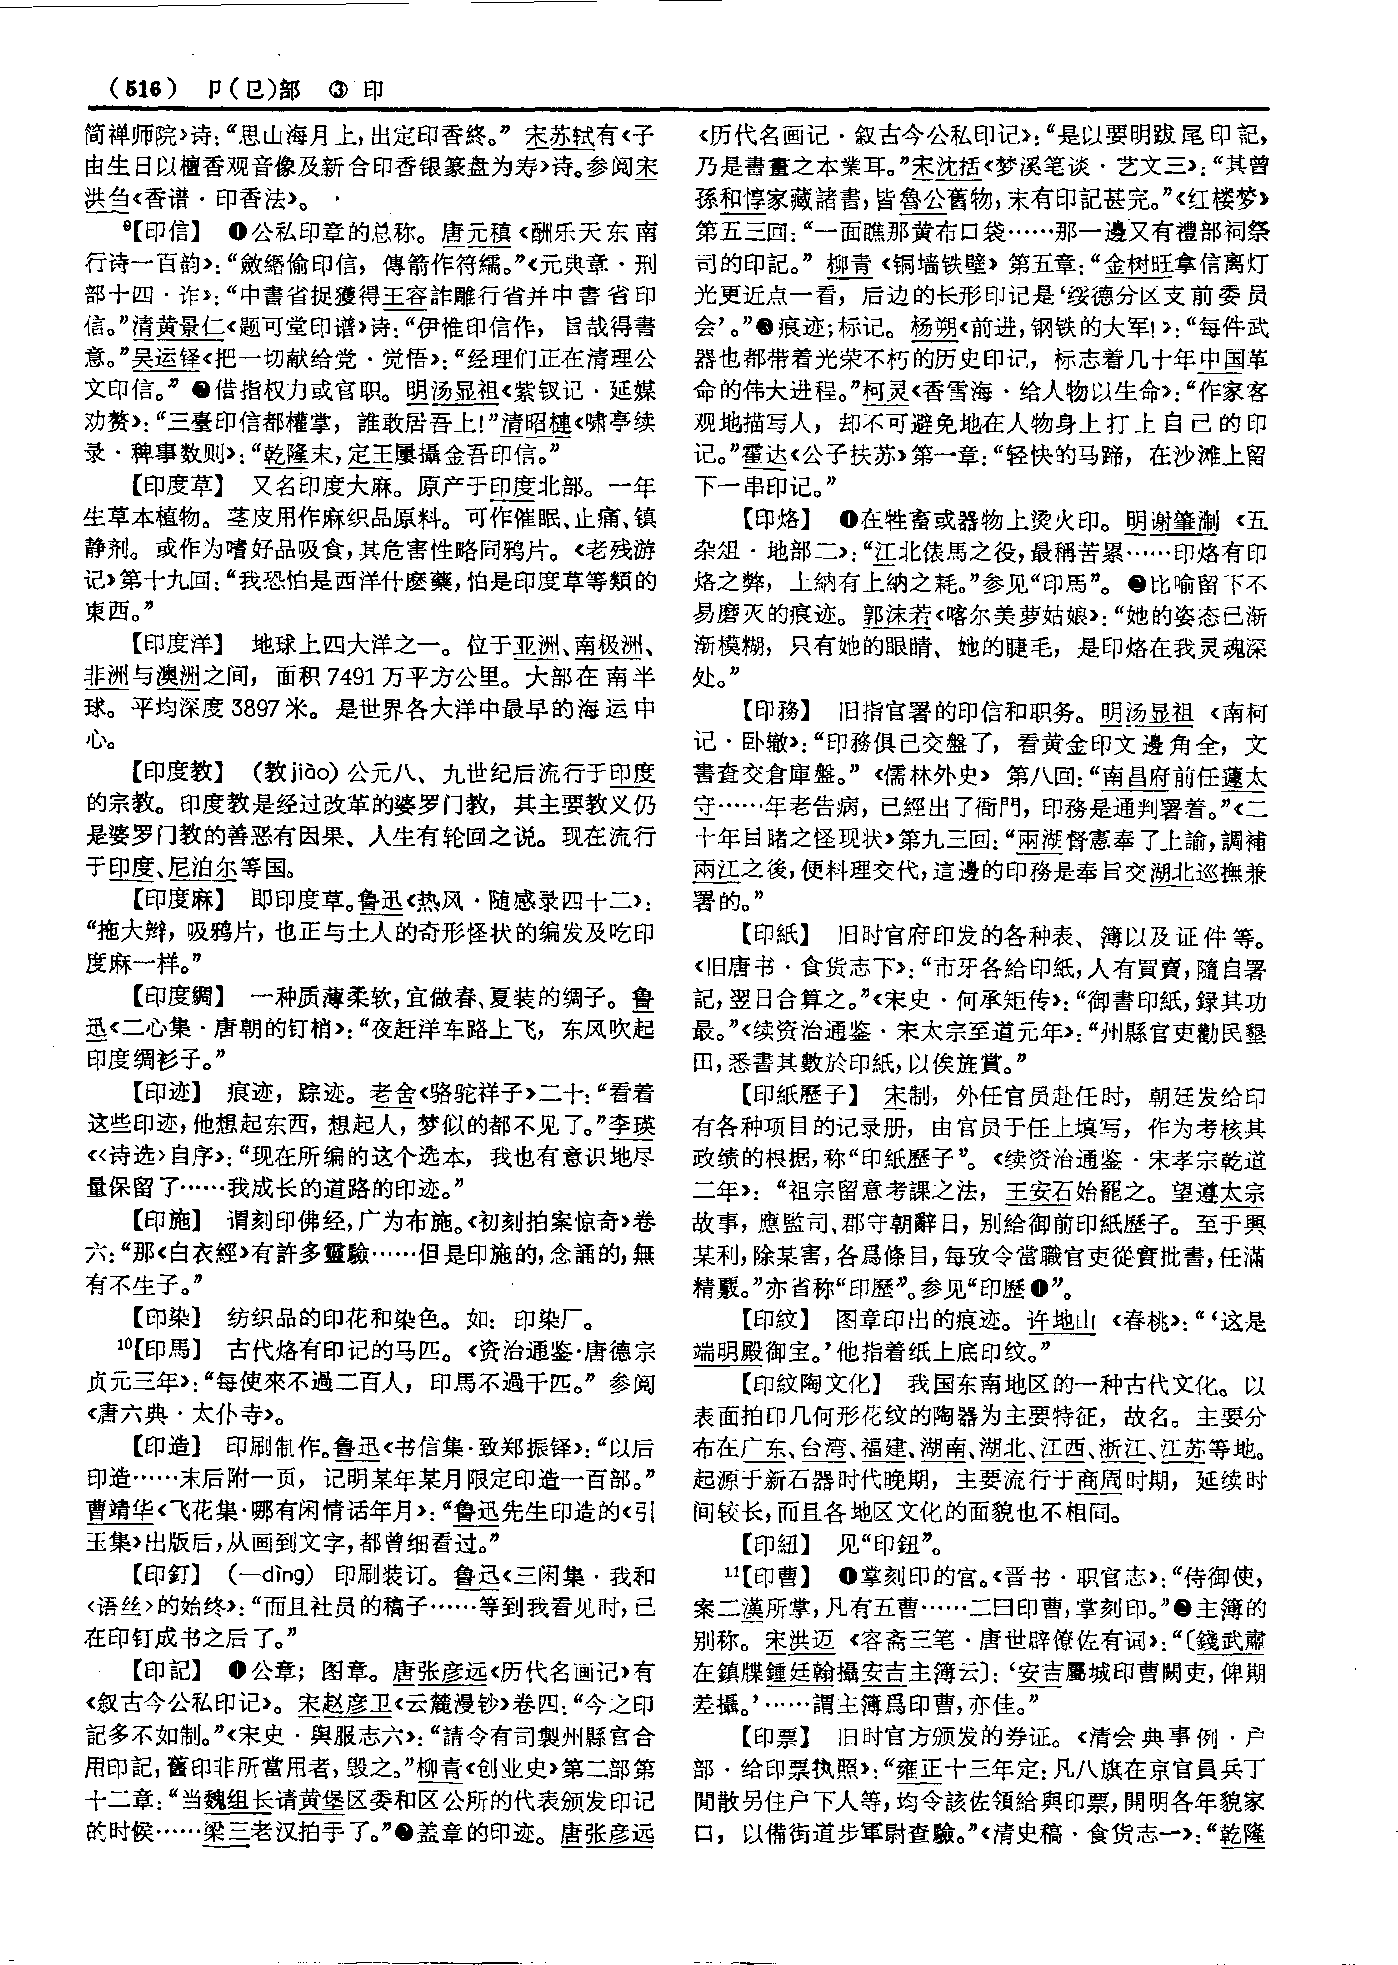 （516） 卩(㔾)部 ③ 印
简禅师院›诗：“思山海月上，出定印香終。” 宋苏轼有‹子
由生日以檀香观音像及新合印香银篆盘为寿›诗。参阅宋
洪刍‹香谱·印香法›。
⁹【印信】 ❶公私印章的总称。唐元稹‹酬乐天东南
行诗一百韵›：“斂緡偷印信，傳箭作符繻。”‹元典章·刑
部十四·诈›：“中書省捉獲得王容詐雕行省并中書省印
信。”清黄景仁‹题可堂印谱›诗：“伊惟印信作，旨哉得書
意。”吴运铎‹把一切献给党·觉悟›：“经理们正在清理公
文印信。” ❷借指权力或官职。明汤显祖‹紫钗记·延媒
劝赘›：“三臺印信都權掌，誰敢居吾上！”清昭槤‹啸亭续
录·稗事数则›：“乾隆末，定王屢攝金吾印信。”
【印度草】 又名印度大麻。原产于印度北部。一年
生草本植物。茎皮用作麻织品原料。可作催眠、止痛、镇
静剂。或作为嗜好品吸食，其危害性略同鸦片。‹老残游
记›第十九回：“我恐怕是西洋什麽藥，怕是印度草等類的
東西。”
【印度洋】 地球上四大洋之一。位于亚洲、南极洲、
非洲与澳洲之间，面积7491万平方公里。大部在南半
球。平均深度3897米。是世界各大洋中最早的海运中
心。
【印度教】 （教jiào）公元八、九世纪后流行于印度
的宗教。印度教是经过改革的婆罗门教，其主要教义仍
是婆罗门教的善恶有因果、人生有轮回之说。现在流行
于印度、尼泊尔等国。
【印度麻】 即印度草。鲁迅‹热风·随感录四十二›：
“拖大辫，吸鸦片，也正与土人的奇形怪状的编发及吃印
度麻一样。”
【印度綢】 一种质薄柔软，宜做春、夏装的绸子。鲁
迅‹二心集·唐朝的钉梢›：“夜赶洋车路上飞，东风吹起
印度绸衫子。”
【印迹】 痕迹，踪迹。老舍‹骆驼祥子›二十：“看着
这些印迹，他想起东西，想起人，梦似的都不见了。”李瑛
‹‹诗选›自序›：“现在所编的这个选本，我也有意识地尽
量保留了……我成长的道路的印迹。”
【印施】 谓刻印佛经，广为布施。‹初刻拍案惊奇›卷
六：“那‹白衣經›有許多靈驗……但是印施的，念誦的，無
有不生子。”
【印染】 纺织品的印花和染色。如：印染厂。
¹⁰【印馬】 古代烙有印记的马匹。‹资治通鉴·唐德宗
贞元三年›：“每使來不過二百人，印馬不過千匹。” 参阅
‹唐六典·太仆寺›。
【印造】 印刷制作。鲁迅‹书信集·致郑振铎›：“以后
印造……末后附一页，记明某年某月限定印造一百部。”
曹靖华‹飞花集·哪有闲情话年月›：“鲁迅先生印造的‹引
玉集›出版后，从画到文字，都曾细看过。”
【印釘】 （一dìng） 印刷装订。鲁迅‹三闲集·我和
‹语丝›的始终›：“而且社员的稿子……等到我看见时，已
在印钉成书之后了。”
【印記】 ❶公章；图章。唐张彦远‹历代名画记›有
‹叙古今公私印记›。宋赵彦卫‹云麓漫钞›卷四：“今之印
記多不如制。”‹宋史·舆服志六›：“請令有司製州縣官合
用印記，舊印非所當用者，毁之。”柳青‹创业史›第二部第
十二章：“当魏组长请黄堡区委和区公所的代表颁发印记
的时候……梁三老汉拍手了。”❷盖章的印迹。唐张彦远
‹历代名画记·叙古今公私印记›：“是以要明跋尾印記，
乃是書畫之本業耳。”宋沈括‹梦溪笔谈·艺文三›：“其曾
孫和惇家藏諸書，皆魯公舊物，末有印記甚完。”‹红楼梦›
第五三回：“一面瞧那黄布口袋……那一邊又有禮部祠祭
司的印記。” 柳青‹铜墙铁壁›第五章：“金树旺拿信离灯
光更近点一看，后边的长形印记是‘绥德分区支前委员
会’。”❸痕迹；标记。杨朔‹前进，钢铁的大军！›：“每件武
器也都带着光荣不朽的历史印记，标志着几十年中国革
命的伟大进程。”柯灵‹香雪海·给人物以生命›：“作家客
观地描写人，却不可避免地在人物身上打上自己的印
记。”霍达‹公子扶苏›第一章：“轻快的马蹄，在沙滩上留
下一串印记。”
【印烙】 ❶在牲畜或器物上烫火印。明谢肇淛‹五
杂俎·地部二›：“江北俵馬之役，最稱苦累……印烙有印
烙之弊，上納有上納之耗。”参见“印馬”。 ❷比喻留下不
易磨灭的痕迹。郭沫若‹喀尔美萝姑娘›：“她的姿态已渐
渐模糊，只有她的眼睛、她的睫毛，是印烙在我灵魂深
处。”
【印務】 旧指官署的印信和职务。明汤显祖‹南柯
记·卧辙›：“印務俱已交盤了，看黄金印文邊角全，文
書查交倉庫盤。”‹儒林外史›第八回：“南昌府前任蘧太
守……年老告病，已經出了衙門，印務是通判署着。”‹二
十年目睹之怪现状›第九三回：“兩湖督憲奉了上諭，調補
兩江之後，便料理交代，這邊的印務是奉旨交湖北巡撫兼
署的。”
【印紙】 旧时官府印发的各种表、簿以及证件等。
‹旧唐书·食货志下›：“市牙各給印紙，人有買賣，隨自署
記，翌日合算之。”‹宋史·何承矩传›：“御書印紙，録其功
最。”‹续资治通鉴·宋太宗至道元年›：“州縣官吏勸民墾
田，悉書其數於印紙，以俟旌賞。”
【印紙歷子】 宋制，外任官员赴任时，朝廷发给印
有各种项目的记录册，由官员于任上填写，作为考核其
政绩的根据，称“印紙歷子”。‹续资治通鉴·宋孝宗乾道
二年›：“祖宗留意考課之法，王安石始罷之。望遵太宗
故事，應監司、郡守朝辭日，别給御前印紙歷子。至于興
某利，除某害，各爲條目，每攷令當職官吏從實批書，任滿
精覈。”亦省称“印歷”。参见“印歷❶”。
【印紋】 图章印出的痕迹。许地山‹春桃›：“‘这是
端明殿御宝。’他指着纸上底印纹。”
【印紋陶文化】 我国东南地区的一种古代文化。以
表面拍印几何形花纹的陶器为主要特征，故名。主要分
布在广东、台湾、福建、湖南、湖北、江西、浙江、江苏等地。
起源于新石器时代晚期，主要流行于商周时期，延续时
间较长，而且各地区文化的面貌也不相同。
【印紐】 见“印鈕”。
¹¹【印曹】 ❶掌刻印的官。‹晋书·职官志›：“侍御使，
案二漢所掌，凡有五曹……二曰印曹，掌刻印。”❷主簿的
别称。宋洪迈‹容斋三笔·唐世辟僚佐有词›：“〔錢武肅
在鎮牒鍾廷翰攝安吉主簿云〕：‘安吉屬城印曹闕吏，俾期
差攝。’……謂主簿爲印曹，亦佳。”
【印票】 旧时官方颁发的券证。‹清会典事例·户
部·给印票执照›：“雍正十三年定：凡八旗在京官員兵丁
閒散另住户下人等，均令該佐領給與印票，開明各年貌家
口，以備街道步軍尉查驗。”‹清史稿·食货志一›：“乾隆